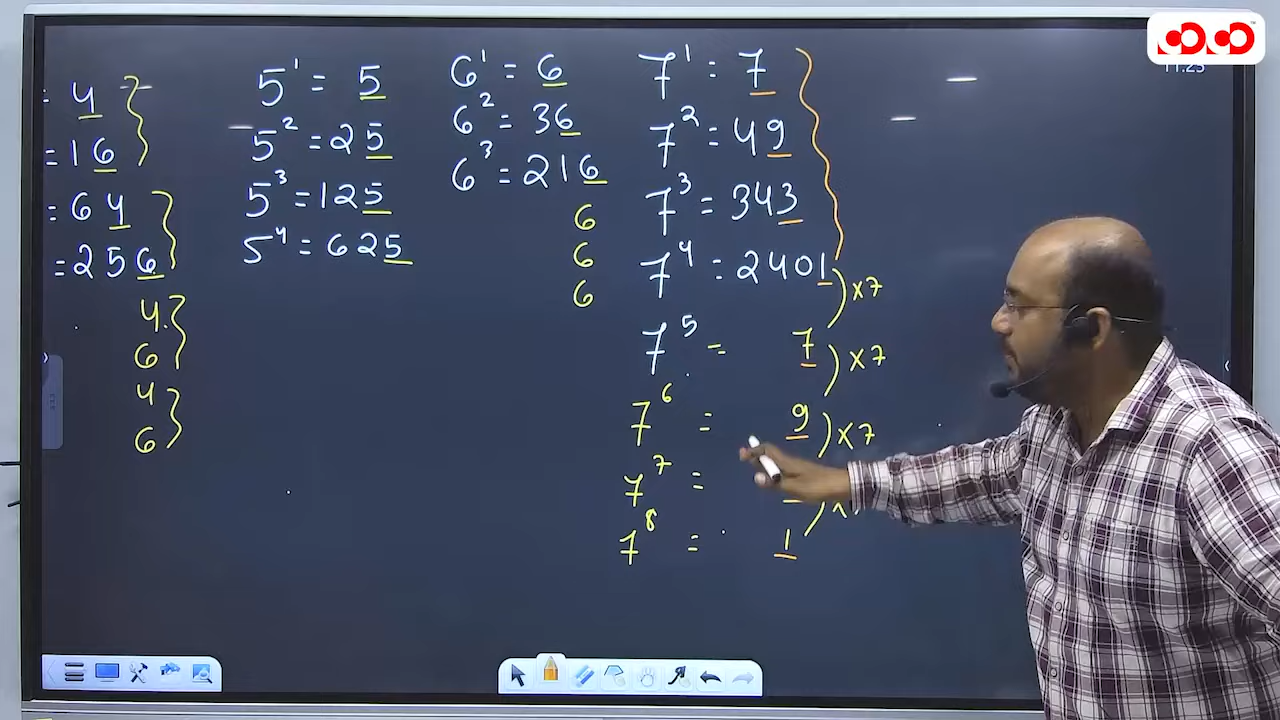 = 4
= 16
= 64
= 256
4
6
4
6
5¹ = 5
5² = 25
5³ = 125
5⁴ = 625
6¹ = 6
6² = 36
6³ = 216
6
6
6
7¹ = 7
7² = 49
7³ = 343
7⁴ = 2401
×7
7⁵ = 7
×7
7⁶ = 9
×7
7⁷ =
7⁸ = 1